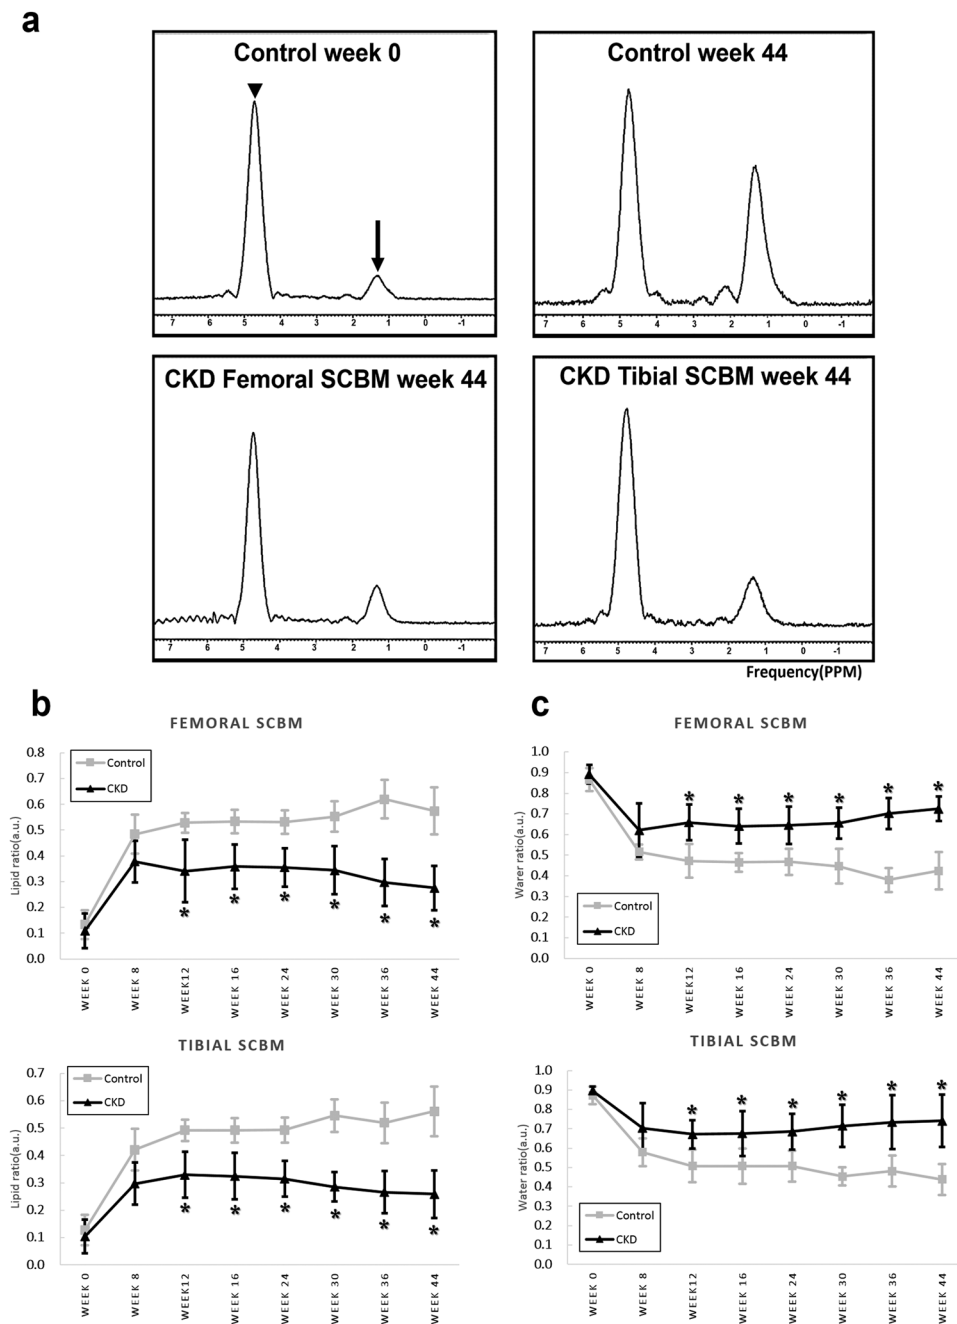 a
Control week 0
7 6 5 4 3 2 1 0 -1
Control week 44
7 6 5 4 3 2 1 0 -1
CKD Femoral SCBM week 44
7 6 5 4 3 2 1 0 -1
CKD Tibial SCBM week 44
7 6 5 4 3 2 1 0 -1
Frequency(PPM)
b
FEMORAL SCBM
Control
CKD
Lipid ratio(a.u.)
0.8
0.7
0.6
0.5
0.4
0.3
0.2
0.1
0.0
* * * * * *
WEEK 0
WEEK 8
WEEK12
WEEK 16
WEEK 24
WEEK 30
WEEK 36
WEEK 44
TIBIAL SCBM
Control
CKD
Lipid ratio(a.u.)
0.7
0.6
0.5
0.4
0.3
0.2
0.1
0.0
* * * * * *
WEEK 0
WEEK 8
WEEK12
WEEK 16
WEEK 24
WEEK 30
WEEK 36
WEEK 44
c
FEMORAL SCBM
Warer ratio(a.u.)
1.0
0.9
0.8
0.7
0.6
0.5
0.4
0.3
0.2
0.1
0.0
* * * * * *
Control
CKD
WEEK 0
WEEK 8
WEEK12
WEEK 16
WEEK 24
WEEK 30
WEEK 36
WEEK 44
TIBIAL SCBM
Water ratio(a.u.)
1.0
0.9
0.8
0.7
0.6
0.5
0.4
0.3
0.2
0.1
0.0
* * * * * *
Control
CKD
WEEK 0
WEEK 8
WEEK12
WEEK 16
WEEK 24
WEEK 30
WEEK 36
WEEK 44